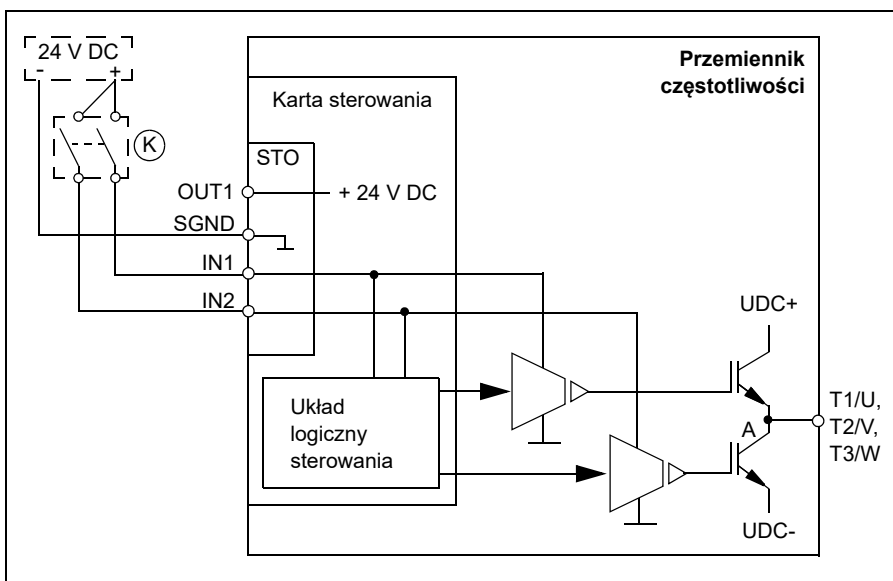 24 V DC
- +
K
Przemiennik
częstotliwości
Karta sterowania
STO
OUT1
+ 24 V DC
SGND
IN1
IN2
UDC+
Układ
logiczny
sterowania
A
T1/U,
T2/V,
T3/W
UDC-